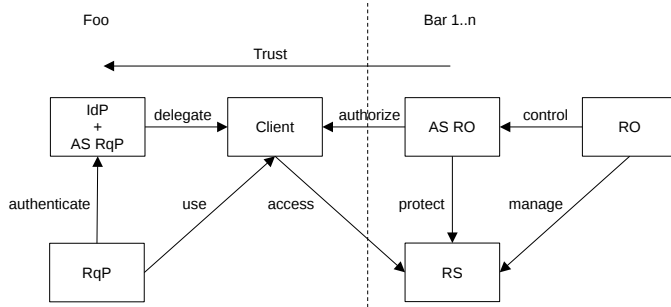 Foo
Bar 1..n
Trust
IdP
+
AS RqP
delegate
Client
authorize
AS RO
control
RO
authenticate
use
access
protect
manage
RqP
RS